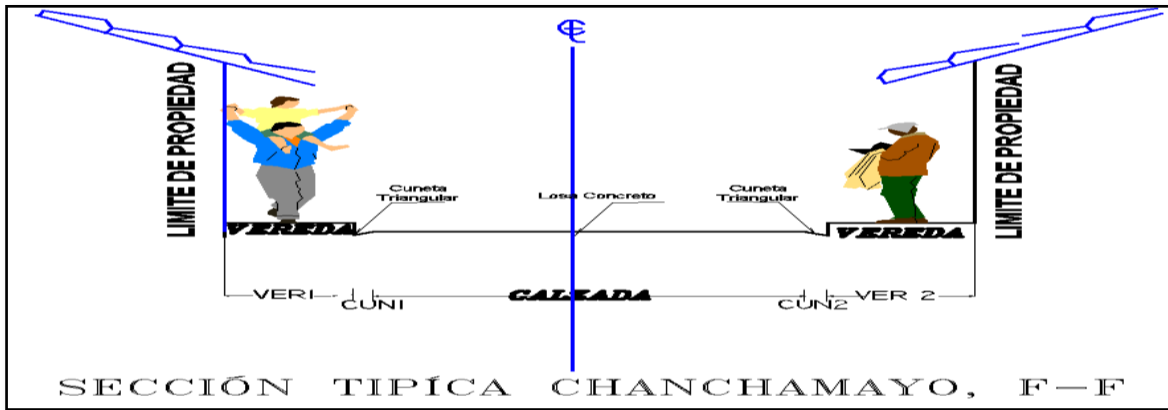 ℄
LIMITE DE PROPIEDAD
LIMITE DE PROPIEDAD
Cuneta
Triangular
Losa Concreto
Cuneta
Triangular
VEREDA
VEREDA
VER1
CUN1
CALZADA
CUN2
VER 2
SECCIÓN TIPÍCA CHANCHAMAYO, F-F